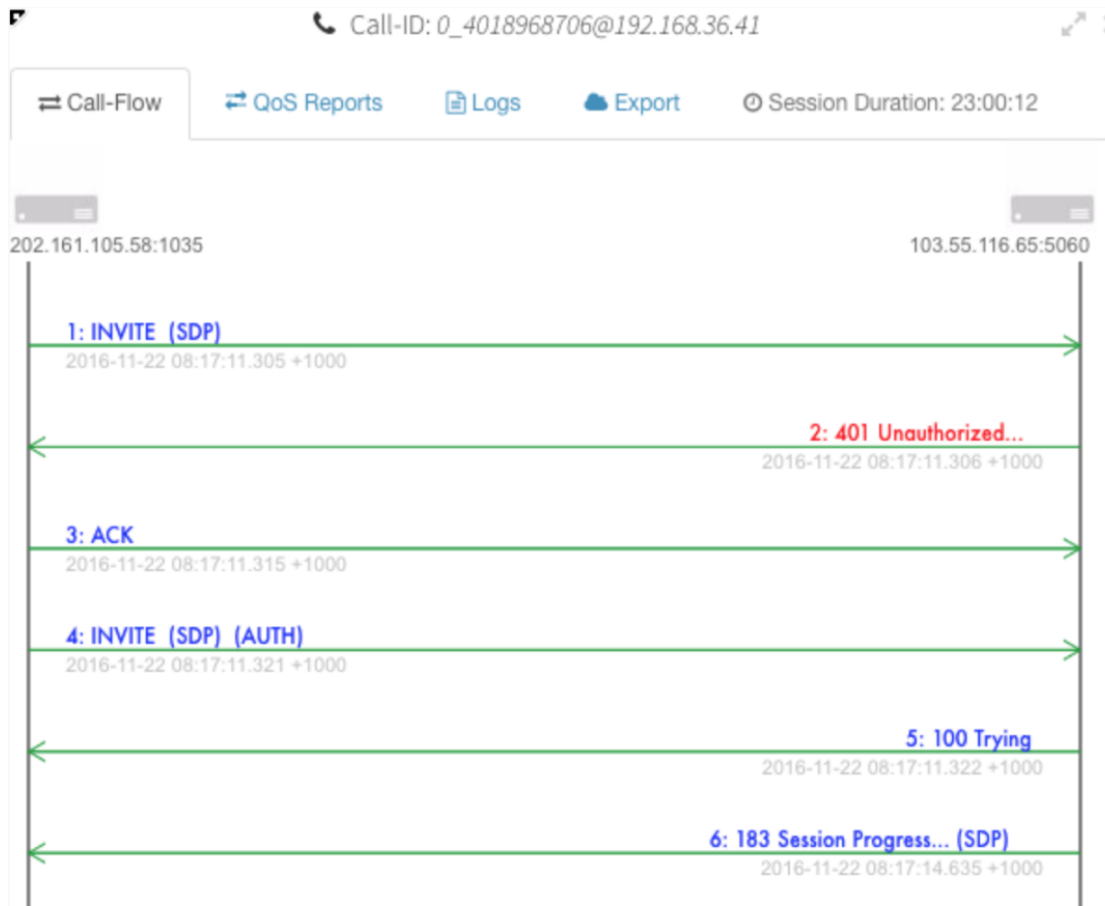 Call-ID: 0_4018968706@192.168.36.41
Call-Flow QoS Reports Logs Export Session Duration: 23:00:12
202.161.105.58:1035 103.55.116.65:5060
1: INVITE (SDP)
2016-11-22 08:17:11.305 +1000
2: 401 Unauthorized...
2016-11-22 08:17:11.306 +1000
3: ACK
2016-11-22 08:17:11.315 +1000
4: INVITE (SDP) (AUTH)
2016-11-22 08:17:11.321 +1000
5: 100 Trying
2016-11-22 08:17:11.322 +1000
6: 183 Session Progress... (SDP)
2016-11-22 08:17:14.635 +1000